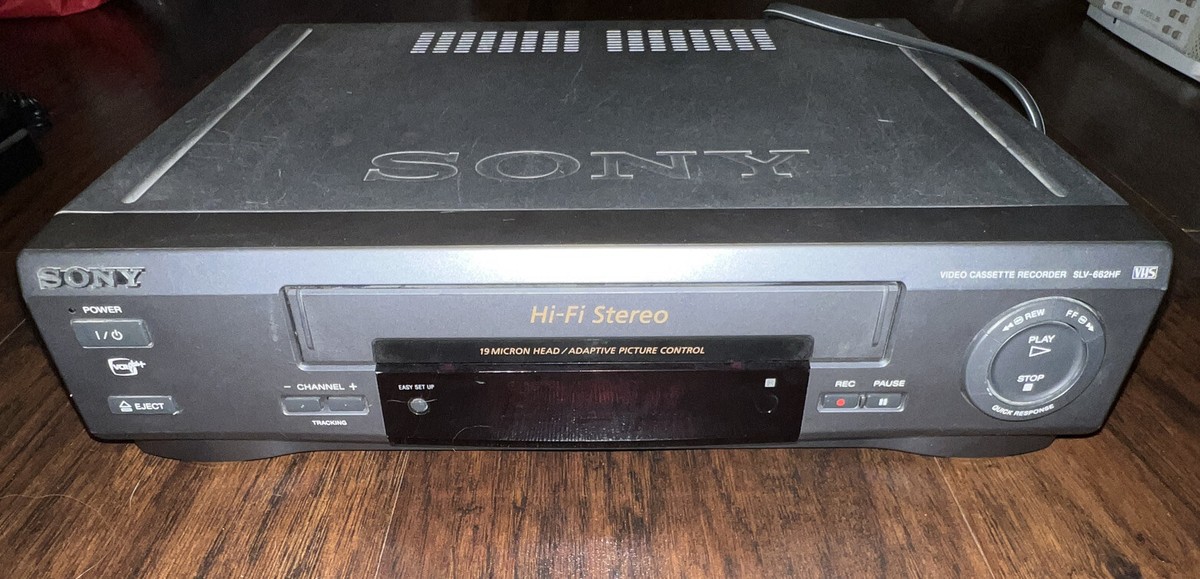 SONY
SONY
VIDEO CASSETTE RECORDER SLV-662HF VHS
POWER
I /
Hi-Fi Stereo
REW
FF
PLAY
STOP
QUICK RESPONSE
19 MICRON HEAD / ADAPTIVE PICTURE CONTROL
EJECT
- CHANNEL +
TRACKING
EASY SET UP
REC
PAUSE